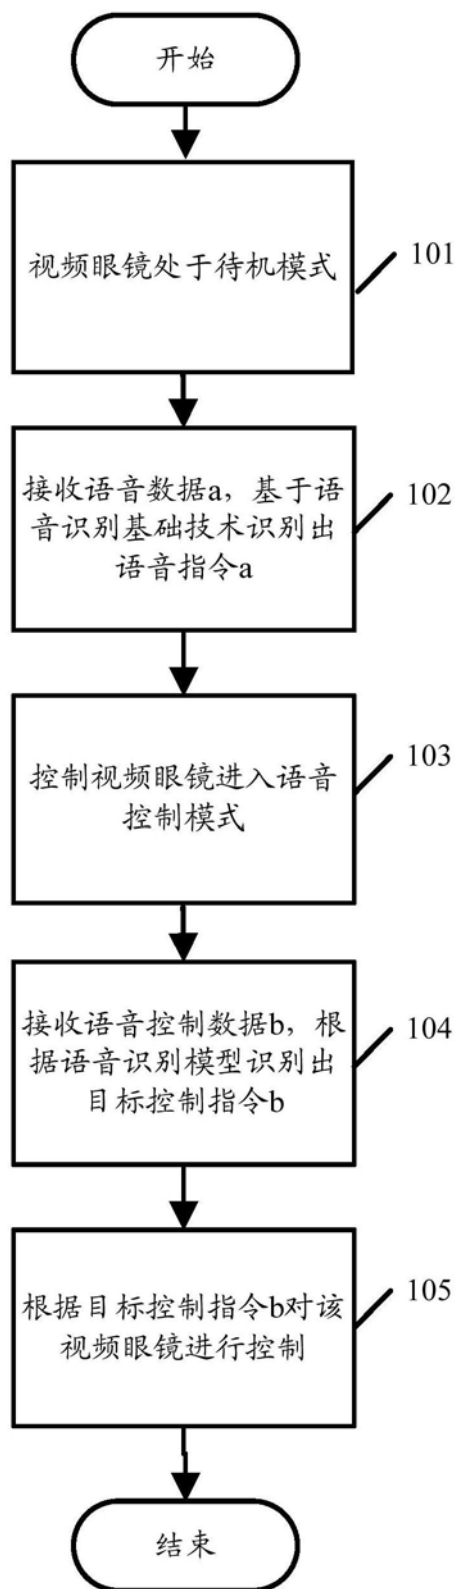 开始
视频眼镜处于待机模式
101
接收语音数据a，基于语
音识别基础技术识别出
语音指令a
102
控制视频眼镜进入语音
控制模式
103
接收语音控制数据b，根
据语音识别模型识别出
目标控制指令b
104
根据目标控制指令b对该
视频眼镜进行控制
105
结束